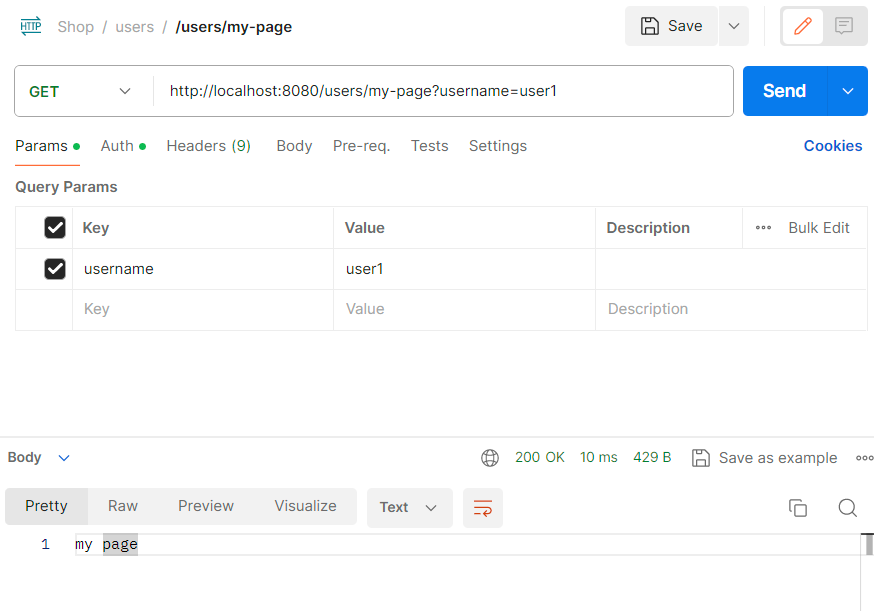 HTTP Shop / users / /users/my-page Save
GET http://localhost:8080/users/my-page?username=user1 Send
Params Auth Headers (9) Body Pre-req. Tests Settings Cookies
Query Params
Key Value Description Bulk Edit
username user1
Key Value Description
Body 200 OK 10 ms 429 B Save as example
Pretty Raw Preview Visualize Text
1 my page